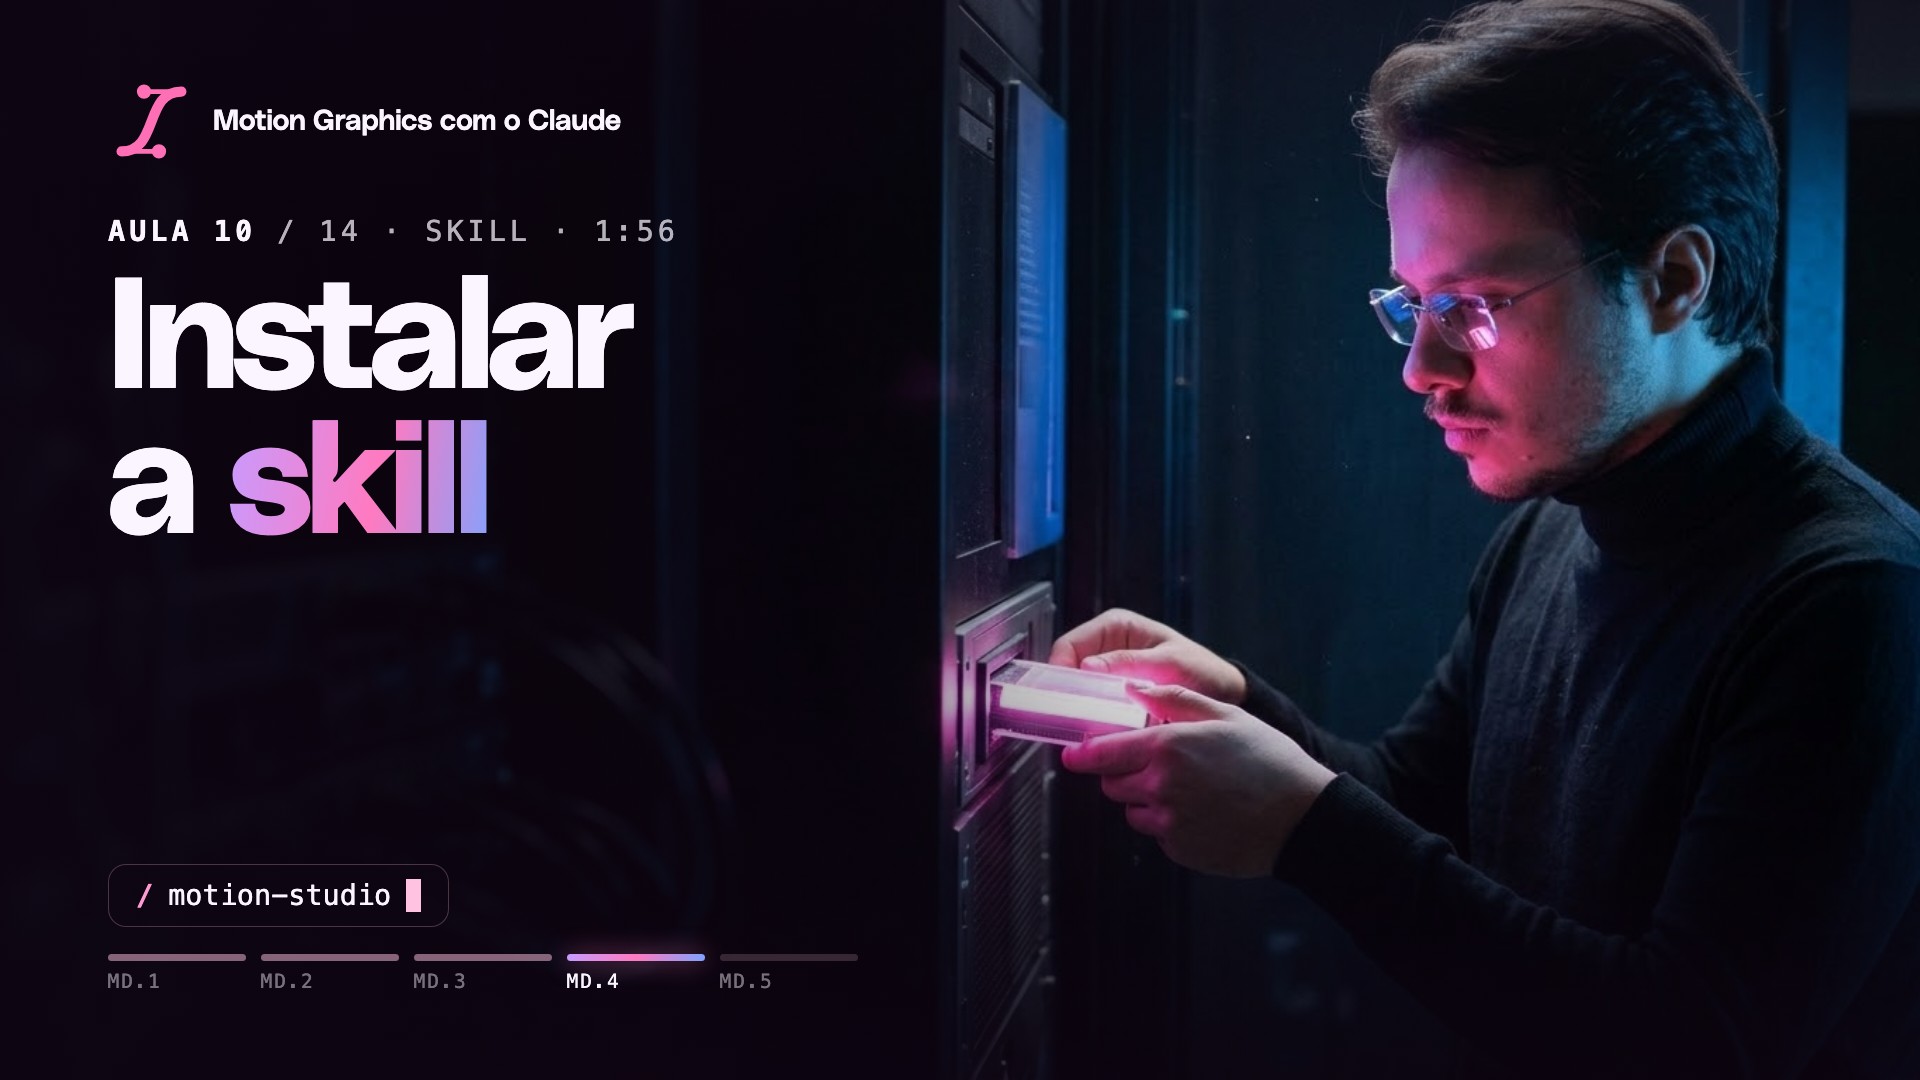 Motion Graphics com o Claude
AULA 10 / 14 · SKILL · 1:56
Instalar
a skill
/ motion-studio
MD.1 MD.2 MD.3 MD.4 MD.5